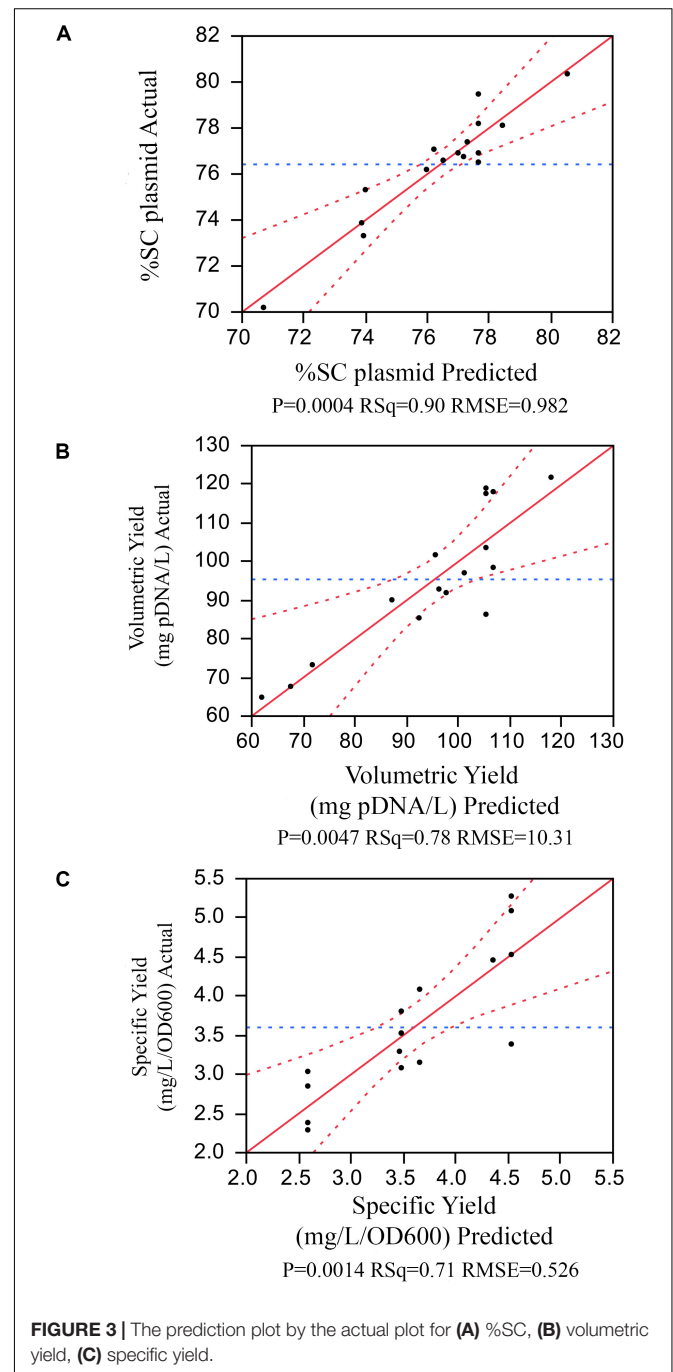 A
%SC plasmid Actual
82
80
78
76
74
72
70
70 72 74 76 78 80 82
%SC plasmid Predicted
P=0.0004 RSq=0.90 RMSE=0.982
B
Volumetric Yield
(mg pDNA/L) Actual
130
120
110
100
90
80
70
60
60 70 80 90 100 110 120 130
Volumetric Yield
(mg pDNA/L) Predicted
P=0.0047 RSq=0.78 RMSE=10.31
C
Specific Yield
(mg/L/OD600) Actual
5.5
5.0
4.5
4.0
3.5
3.0
2.5
2.0
2.0 2.5 3.0 3.5 4.0 4.5 5.0 5.5
Specific Yield
(mg/L/OD600) Predicted
P=0.0014 RSq=0.71 RMSE=0.526
FIGURE 3 | The prediction plot by the actual plot for (A) %SC, (B) volumetric
yield, (C) specific yield.